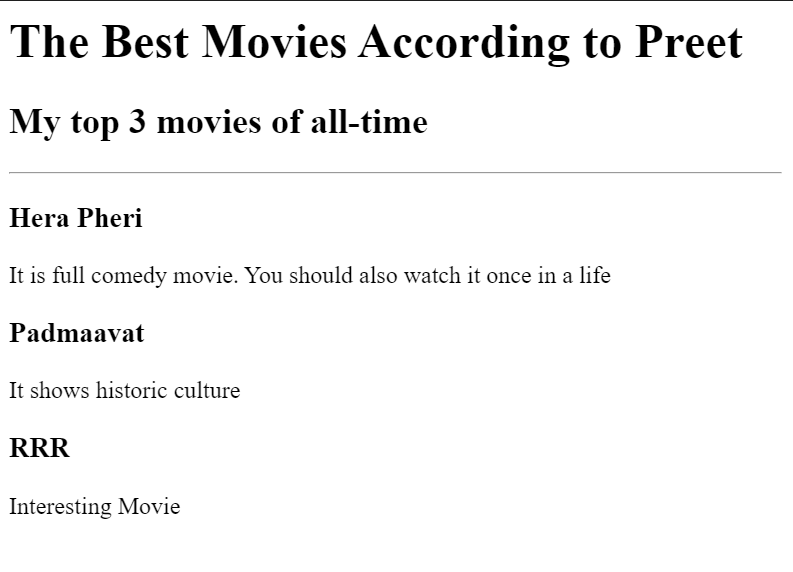 The Best Movies According to Preet
My top 3 movies of all-time
Hera Pheri
It is full comedy movie. You should also watch it once in a life
Padmaavat
It shows historic culture
RRR
Interesting Movie